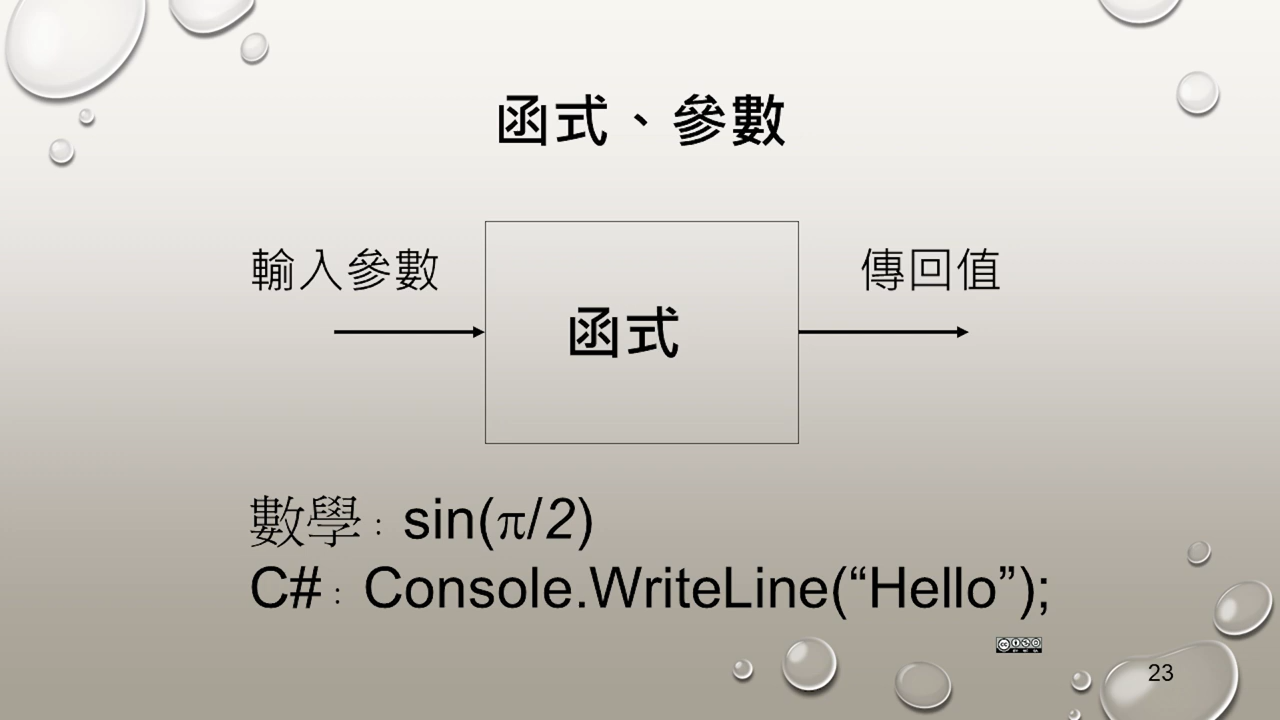 函式、參數
輸入參數
函式
傳回值
數學：sin(π/2)
C#：Console.WriteLine(“Hello”);
23